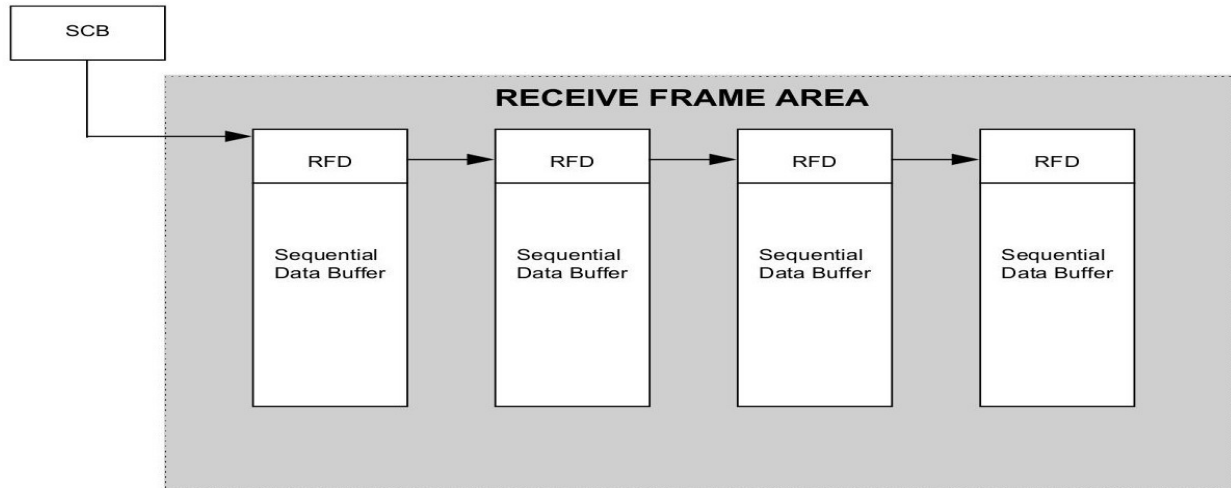 SCB
RECEIVE FRAME AREA
RFD
RFD
RFD
RFD
Sequential
Data Buffer
Sequential
Data Buffer
Sequential
Data Buffer
Sequential
Data Buffer